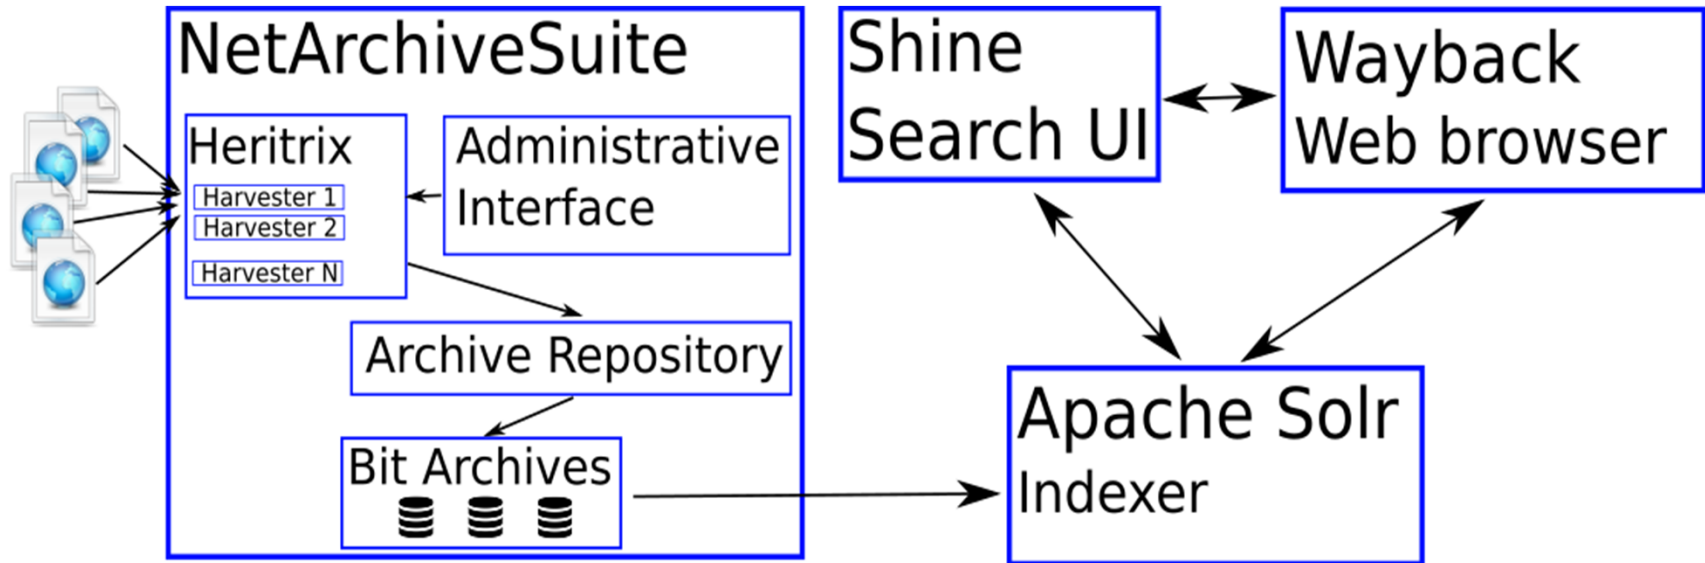 NetArchiveSuite
Heritrix
Harvester 1
Harvester 2
Harvester N
Administrative
Interface
Archive Repository
Bit Archives
Shine
Search UI
Wayback
Web browser
Apache Solr
Indexer